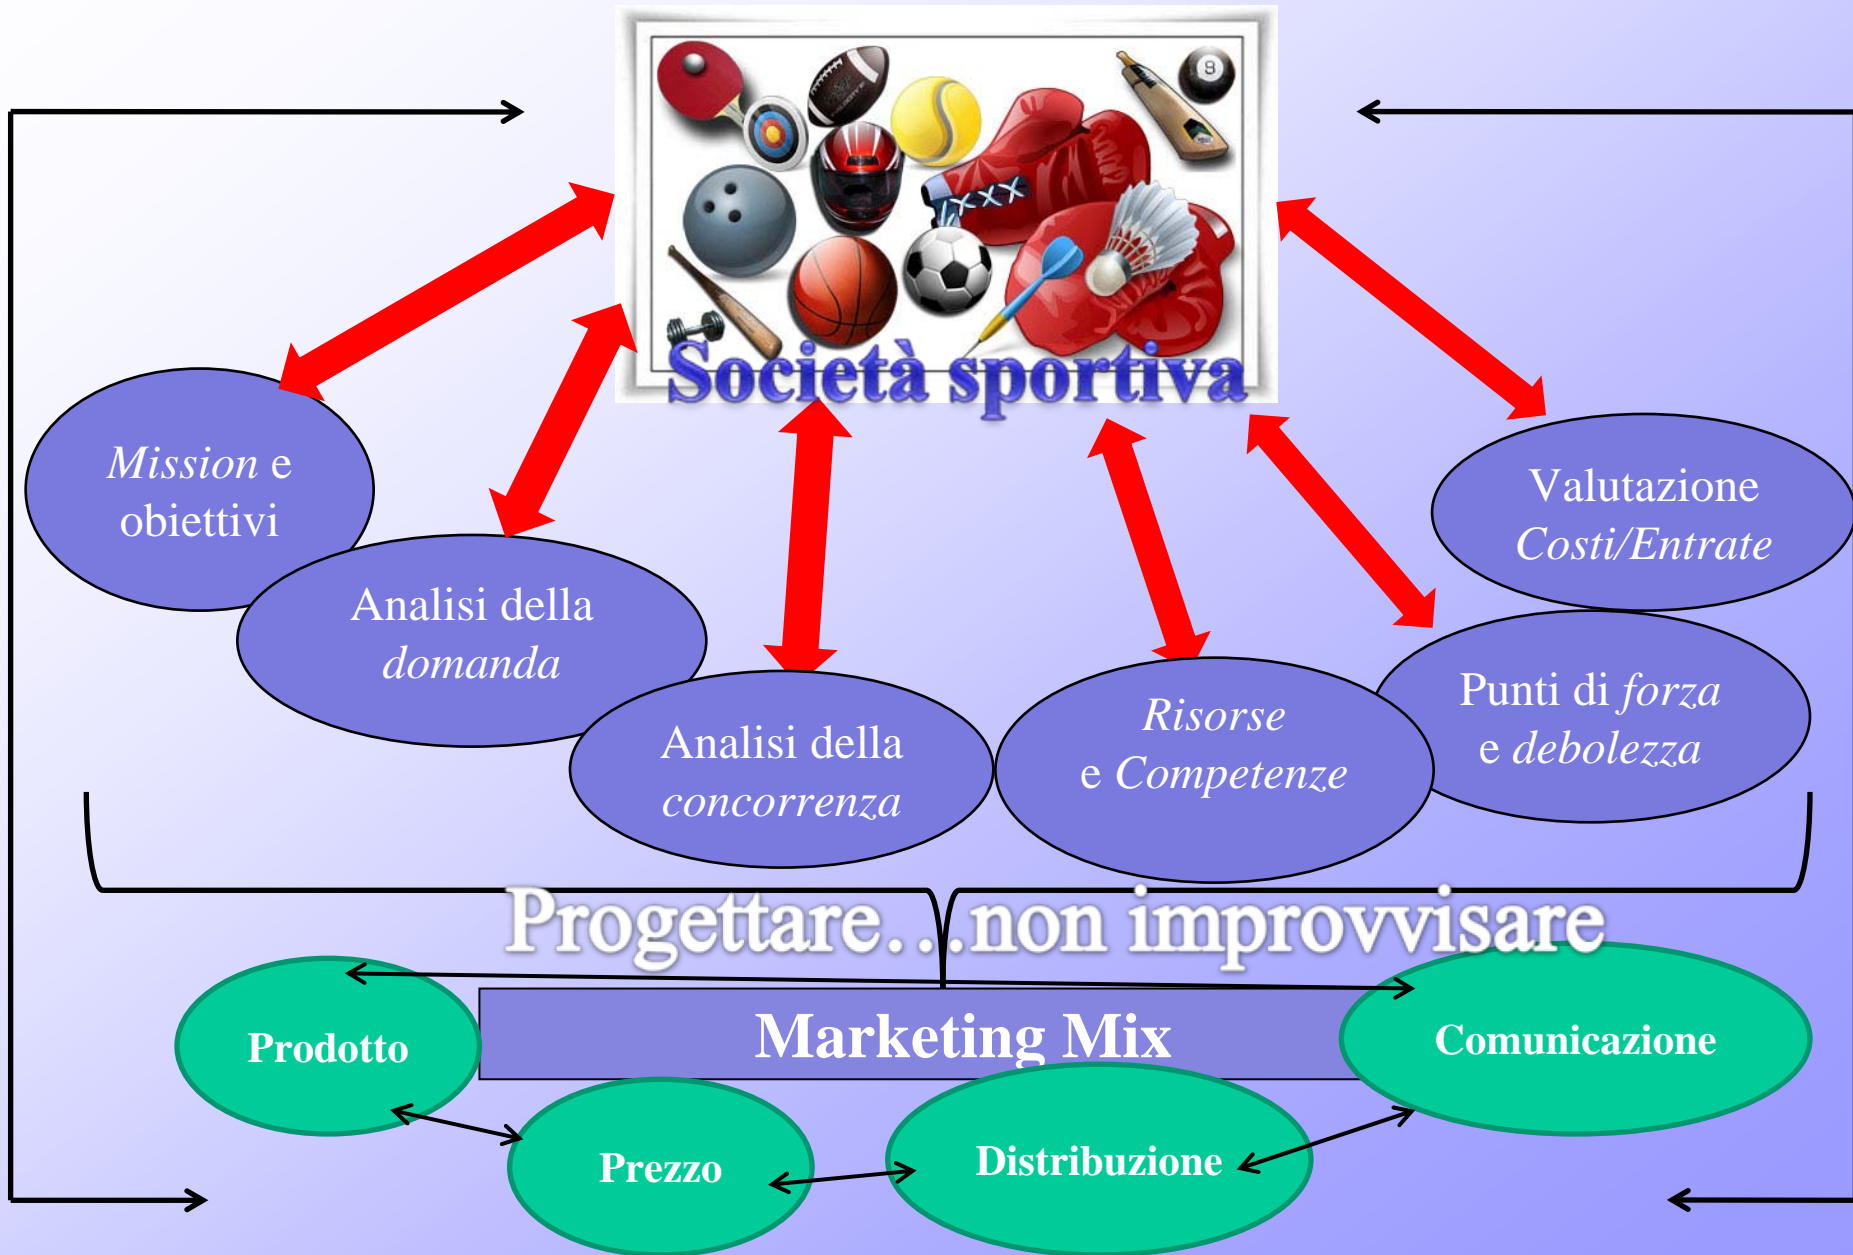 8
Società sportiva
Mission e
obiettivi
Analisi della
domanda
Analisi della
concorrenza
Risorse
e Competenze
Punti di forza
e debolezza
Valutazione
Costi/Entrate
Progettare...non improvvisare
Marketing Mix
Prodotto
Prezzo
Distribuzione
Comunicazione